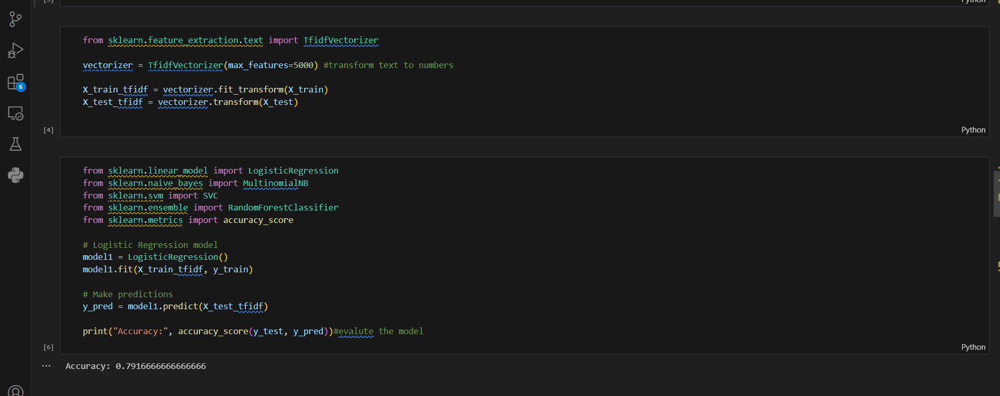 [5]
Python
from sklearn.feature_extraction.text import TfidfVectorizer
vectorizer = TfidfVectorizer(max_features=5000) #transform text to numbers
X_train_tfidf = vectorizer.fit_transform(X_train)
X_test_tfidf = vectorizer.transform(X_test)
[4]
Python
from sklearn.linear_model import LogisticRegression
from sklearn.naive_bayes import MultinomialNB
from sklearn.svm import SVC
from sklearn.ensemble import RandomForestClassifier
from sklearn.metrics import accuracy_score
# Logistic Regression model
model1 = LogisticRegression()
model1.fit(X_train_tfidf, y_train)
# Make predictions
y_pred = model1.predict(X_test_tfidf)
print("Accuracy:", accuracy_score(y_test, y_pred))#evalute the model
[6]
Python
Accuracy: 0.7916666666666666
6